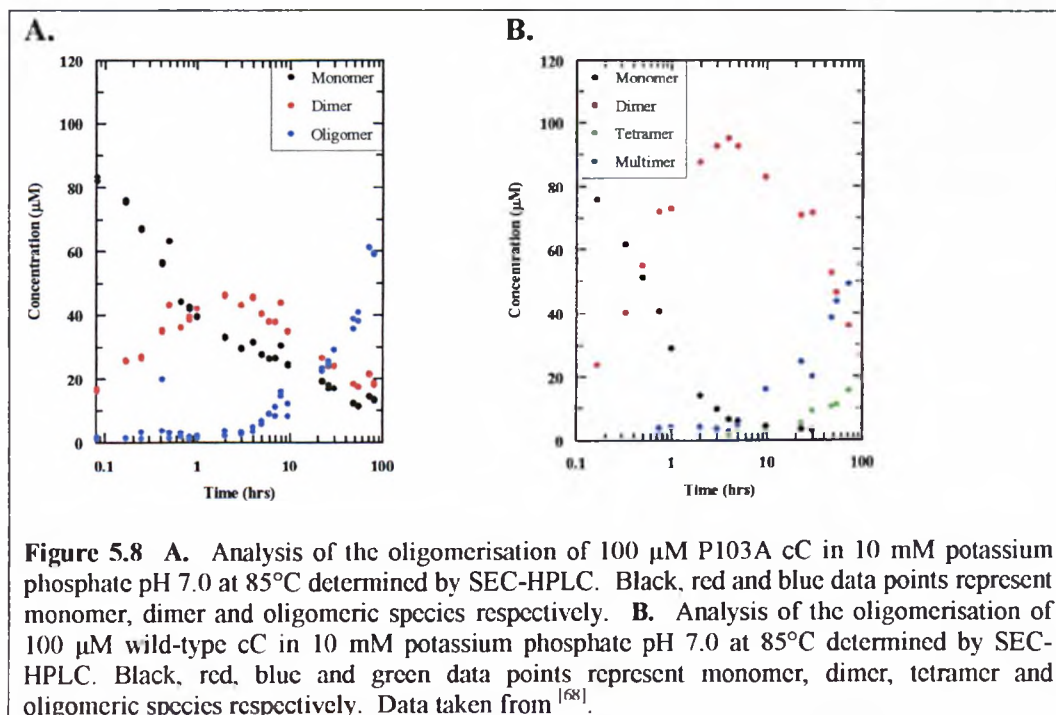 A.
120
100
80
60
40
20
0
0.1
1
10
100
Concentration (µM)
Time (hrs)
Monomer
Dimer
Oligomer
B.
120
100
80
60
40
20
0
0.1
1
10
100
Concentration (µM)
Time (hrs)
Monomer
Dimer
Tetramer
Multimer
Figure 5.8 A. Analysis of the oligomerisation of 100 µM P103A cC in 10 mM potassium
phosphate pH 7.0 at 85°C determined by SEC-HPLC. Black, red and blue data points represent
monomer, dimer and oligomeric species respectively. B. Analysis of the oligomerisation of
100 µM wild-type cC in 10 mM potassium phosphate pH 7.0 at 85°C determined by SEC-
HPLC. Black, red, blue and green data points represent monomer, dimer, tetramer and
oligomeric species respectively. Data taken from [68].